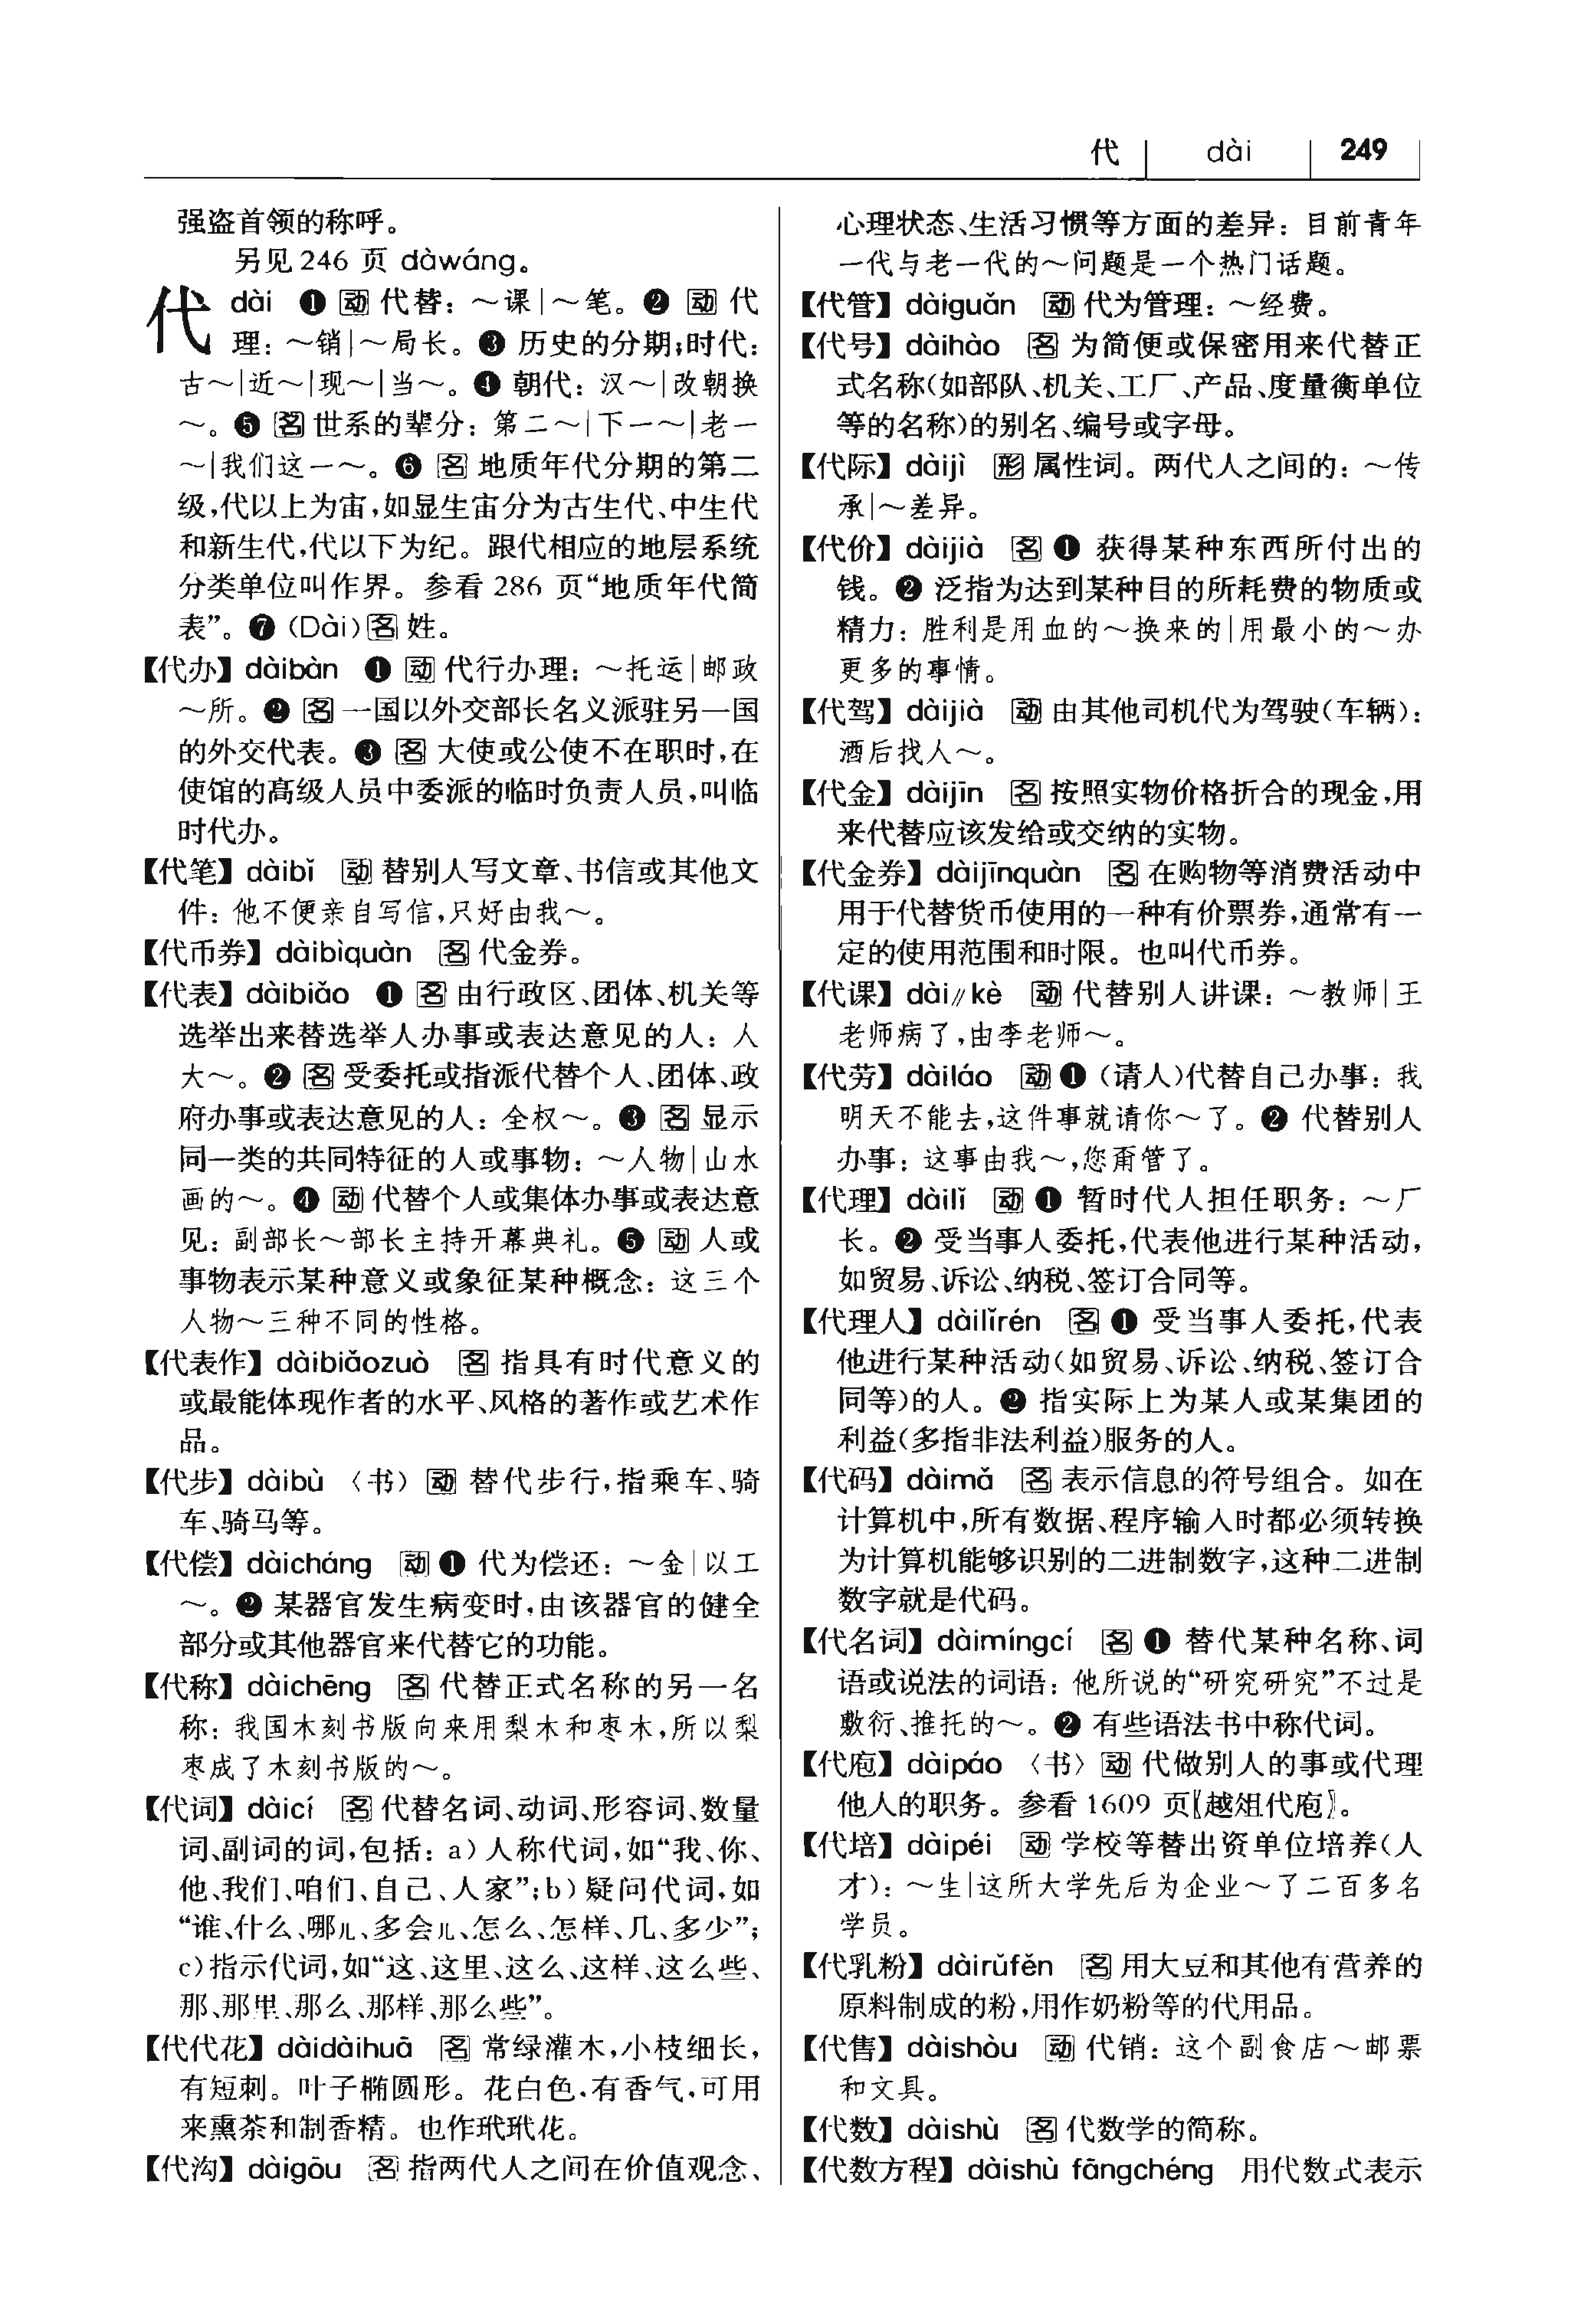 代 | dài | 249
强盗首领的称呼。
另见 246 页 dàwáng。
代 dài ❶ 动 代替：～课|～笔。❷ 动 代
理：～销|～局长。❸ 历史的分期;时代：
古～|近～|现～|当～。❹ 朝代：汉～|改朝换
～。❺ 名 世系的辈分：第二～|下一～|老一
～|我们这一～。❻ 名 地质年代分期的第二
级,代以上为宙,如显生宙分为古生代、中生代
和新生代,代以下为纪。跟代相应的地层系统
分类单位叫作界。参看 286 页“地质年代简
表”。❼ (Dài) 名 姓。
【代办】dàibàn ❶ 动 代行办理：～托运|邮政
～所。❷ 名 一国以外交部长名义派驻另一国
的外交代表。❸ 名 大使或公使不在职时,在
使馆的高级人员中委派的临时负责人员,叫临
时代办。
【代笔】dàibǐ 动 替别人写文章、书信或其他文
件：他不便亲自写信,只好由我～。
【代币券】dàibìquàn 名 代金券。
【代表】dàibiǎo ❶ 名 由行政区、团体、机关等
选举出来替选举人办事或表达意见的人：人
大～。❷ 名 受委托或指派代替个人、团体、政
府办事或表达意见的人：全权～。❸ 名 显示
同一类的共同特征的人或事物：～人物|山水
画的～。❹ 动 代替个人或集体办事或表达意
见：副部长～部长主持开幕典礼。❺ 动 人或
事物表示某种意义或象征某种概念：这三个
人物～三种不同的性格。
【代表作】dàibiǎozuò 名 指具有时代意义的
或最能体现作者的水平、风格的著作或艺术作
品。
【代步】dàibù 〈书〉 动 替代步行,指乘车、骑
车、骑马等。
【代偿】dàicháng 动 ❶ 代为偿还：～金|以工
～。❷ 某器官发生病变时,由该器官的健全
部分或其他器官来代替它的功能。
【代称】dàichēng 名 代替正式名称的另一名
称：我国木刻书版向来用梨木和枣木,所以梨
枣成了木刻书版的～。
【代词】dàicí 名 代替名词、动词、形容词、数量
词、副词的词,包括：a) 人称代词,如“我、你、
他、我们、咱们、自己、人家”;b) 疑问代词,如
“谁、什么、哪儿、多会儿、怎么、怎样、几、多少”;
c) 指示代词,如“这、这里、这么、这样、这么些、
那、那里、那么、那样、那么些”。
【代代花】dàidàihuā 名 常绿灌木,小枝细长,
有短刺。叶子椭圆形。花白色,有香气,可用
来熏茶和制香精。也作玳玳花。
【代沟】dàigōu 名 指两代人之间在价值观念、
心理状态、生活习惯等方面的差异：目前青年
一代与老一代的～问题是一个热门话题。
【代管】dàiguǎn 动 代为管理：～经费。
【代号】dàihào 名 为简便或保密用来代替正
式名称(如部队、机关、工厂、产品、度量衡单位
等的名称)的别名、编号或字母。
【代际】dàijì 形 属性词。两代人之间的：～传
承|～差异。
【代价】dàijià 名 ❶ 获得某种东西所付出的
钱。❷ 泛指为达到某种目的所耗费的物质或
精力：胜利是用血的～换来的|用最小的～办
更多的事情。
【代驾】dàijià 动 由其他司机代为驾驶(车辆)：
酒后找人～。
【代金】dàijīn 名 按照实物价格折合的现金,用
来代替应该发给或交纳的实物。
【代金券】dàijīnquàn 名 在购物等消费活动中
用于代替货币使用的一种有价票券,通常有一
定的使用范围和时限。也叫代币券。
【代课】dài∥kè 动 代替别人讲课：～教师|王
老师病了,由李老师～。
【代劳】dàiláo 动 ❶ (请人)代替自己办事：我
明天不能去,这件事就请你～了。❷ 代替别人
办事：这事由我～,您甭管了。
【代理】dàilǐ 动 ❶ 暂时代人担任职务：～厂
长。❷ 受当事人委托,代表他进行某种活动,
如贸易、诉讼、纳税、签订合同等。
【代理人】dàilǐrén 名 ❶ 受当事人委托,代表
他进行某种活动(如贸易、诉讼、纳税、签订合
同等)的人。❷ 指实际上为某人或某集团的
利益(多指非法利益)服务的人。
【代码】dàimǎ 名 表示信息的符号组合。如在
计算机中,所有数据、程序输入时都必须转换
为计算机能够识别的二进制数字,这种二进制
数字就是代码。
【代名词】dàimíngcí 名 ❶ 替代某种名称、词
语或说法的词语：他所说的“研究研究”不过是
敷衍、推托的～。❷ 有些语法书中称代词。
【代庖】dàipáo 〈书〉 动 代做别人的事或代理
他人的职务。参看 1609 页〖越俎代庖〗。
【代培】dàipéi 动 学校等替出资单位培养(人
才)：～生|这所大学先后为企业～了二百多名
学员。
【代乳粉】dàirǔfěn 名 用大豆和其他有营养的
原料制成的粉,用作奶粉等的代用品。
【代售】dàishòu 动 代销：这个副食店～邮票
和文具。
【代数】dàishù 名 代数学的简称。
【代数方程】dàishù fāngchéng 用代数式表示